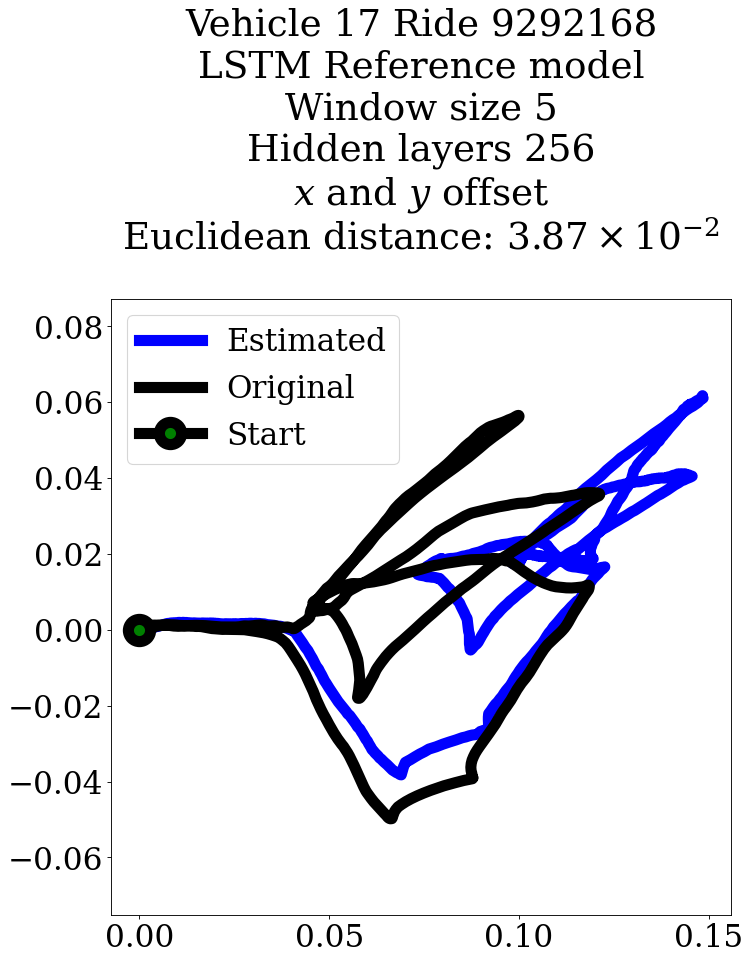 Vehicle 17 Ride 9292168
LSTM Reference model
Window size 5
Hidden layers 256
x and y offset
Euclidean distance: 3.87 × 10⁻²
Estimated
Original
Start
0.08
0.06
0.04
0.02
0.00
−0.02
−0.04
−0.06
0.00 0.05 0.10 0.15